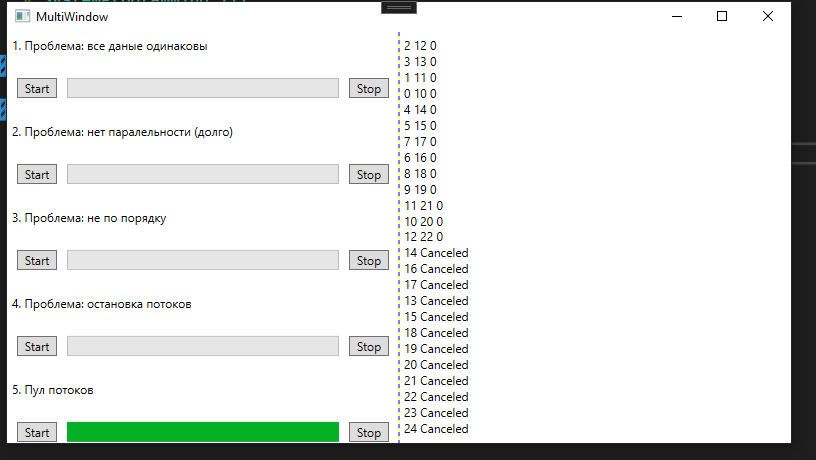 MultiWindow
1. Проблема: все даные одинаковы
Start
Stop
2. Проблема: нет паралельности (долго)
Start
Stop
3. Проблема: не по порядку
Start
Stop
4. Проблема: остановка потоков
Start
Stop
5. Пул потоков
Start
Stop
2 12 0
3 13 0
1 11 0
0 10 0
4 14 0
5 15 0
7 17 0
6 16 0
8 18 0
9 19 0
11 21 0
10 20 0
12 22 0
14 Canceled
16 Canceled
17 Canceled
13 Canceled
15 Canceled
18 Canceled
19 Canceled
20 Canceled
21 Canceled
22 Canceled
23 Canceled
24 Canceled